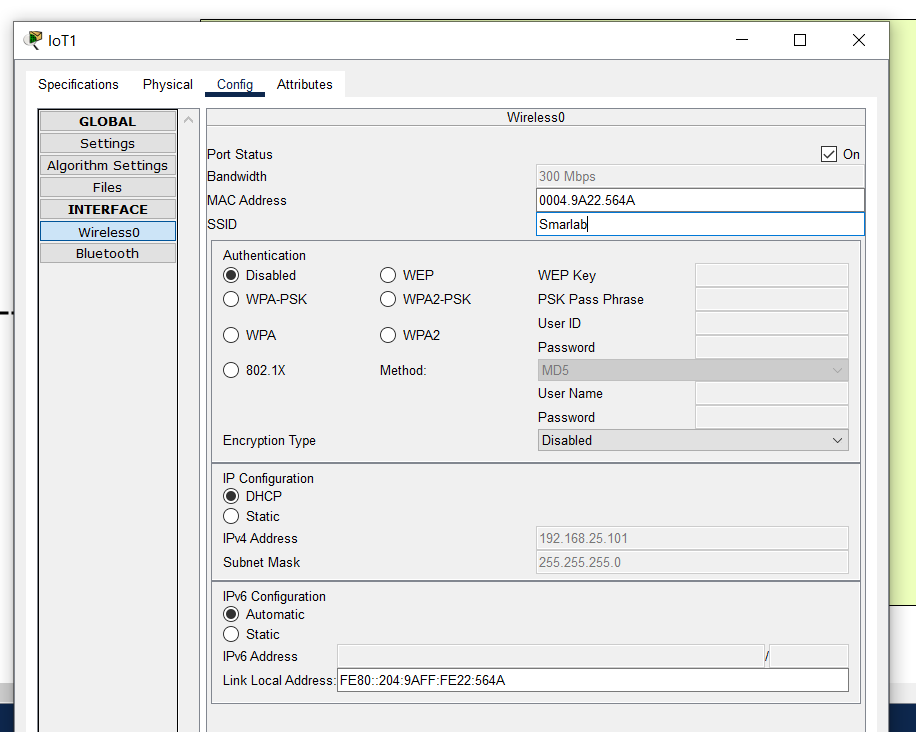 IoT1
Specifications Physical Config Attributes
GLOBAL
Settings
Algorithm Settings
Files
INTERFACE
Wireless0
Bluetooth
Wireless0
Port Status On
Bandwidth 300 Mbps
MAC Address 0004.9A22.564A
SSID Smarlab
Authentication
Disabled WEP WEP Key
WPA-PSK WPA2-PSK PSK Pass Phrase
User ID
WPA WPA2
Password
802.1X Method: MD5
User Name
Password
Encryption Type Disabled
IP Configuration
DHCP
Static
IPv4 Address 192.168.25.101
Subnet Mask 255.255.255.0
IPv6 Configuration
Automatic
Static
IPv6 Address /
Link Local Address: FE80::204:9AFF:FE22:564A